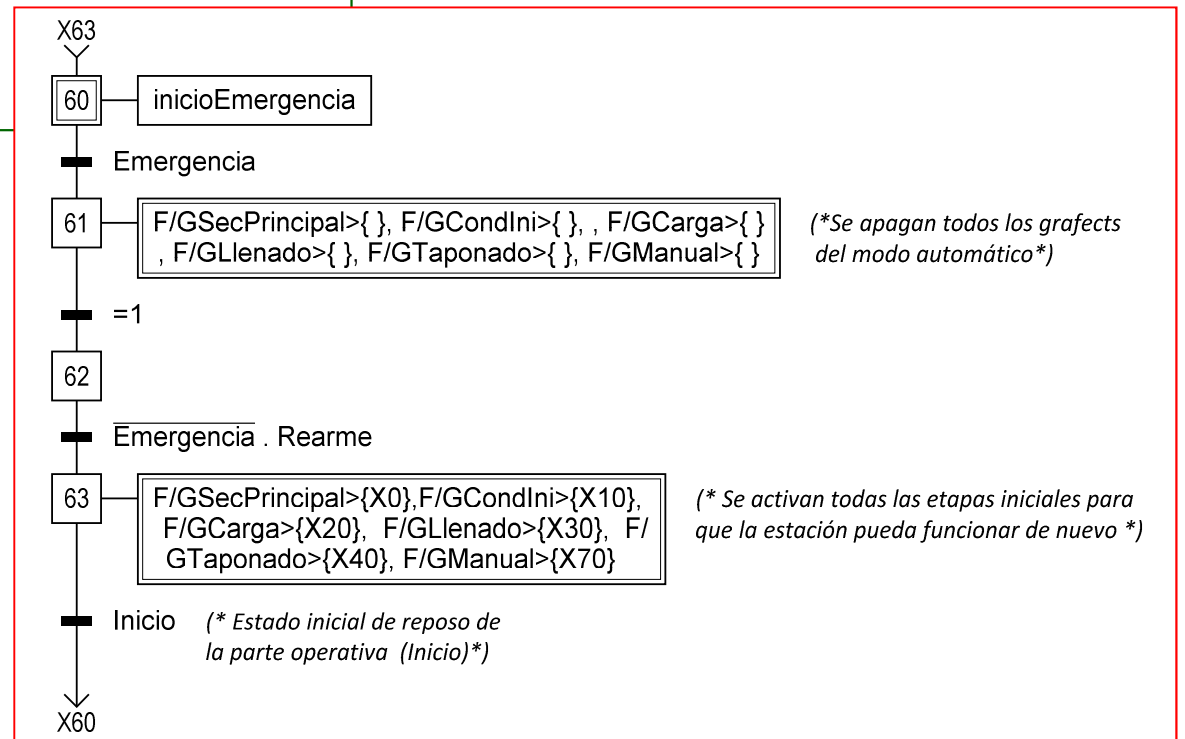 X63
60
inicioEmergencia
Emergencia
61
F/GSecPrincipal>{ }, F/GCondIni>{ }, , F/GCarga>{ }
, F/GLlenado>{ }, F/GTaponado>{ }, F/GManual>{ }
(*Se apagan todos los grafects
del modo automático*)
=1
62
Emergencia . Rearme
63
F/GSecPrincipal>{X0},F/GCondIni>{X10},
F/GCarga>{X20}, F/GLlenado>{X30}, F/
GTaponado>{X40}, F/GManual>{X70}
(* Se activan todas las etapas iniciales para
que la estación pueda funcionar de nuevo *)
Inicio
(* Estado inicial de reposo de
la parte operativa (Inicio)*)
X60